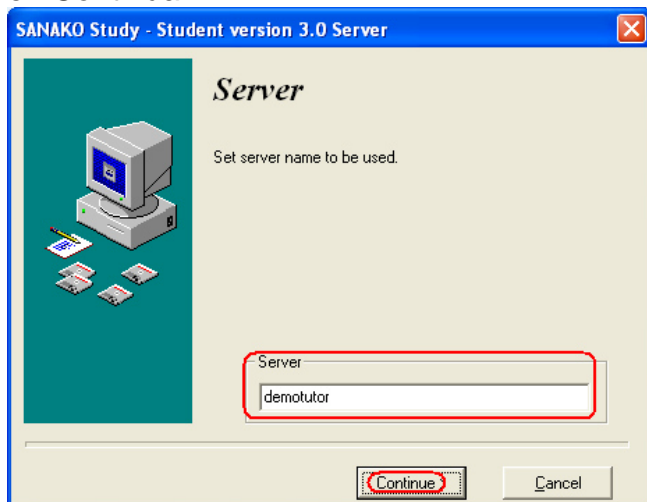 SANAKO Study - Student version 3.0 Server
Server
Set server name to be used.
Server
demotutor
Continue
Cancel